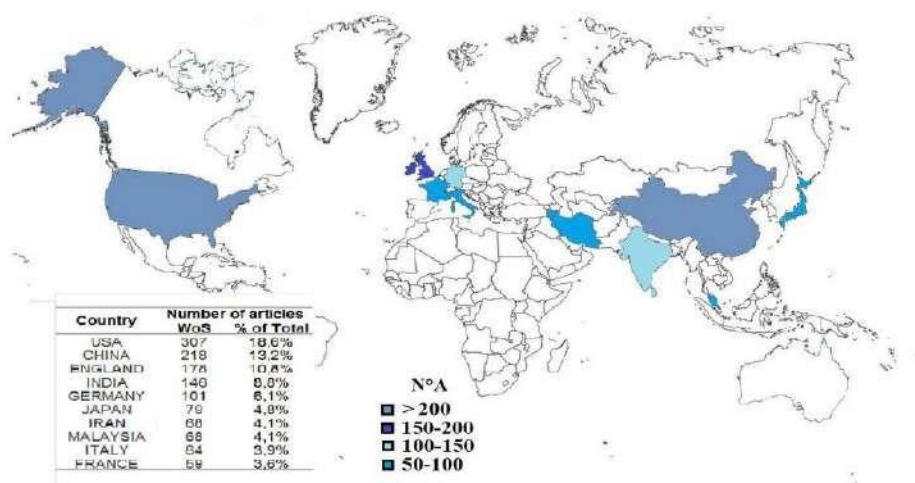 Country Number of articles
WoS % of Total
USA 307 18,6%
CHINA 218 13,2%
ENGLAND 178 10,8%
INDIA 146 8,8%
GERMANY 101 6,1%
JAPAN 79 4,8%
IRAN 68 4,1%
MALAYSIA 68 4,1%
ITALY 64 3,9%
FRANCE 59 3,6%
N°A
> 200
150-200
100-150
50-100